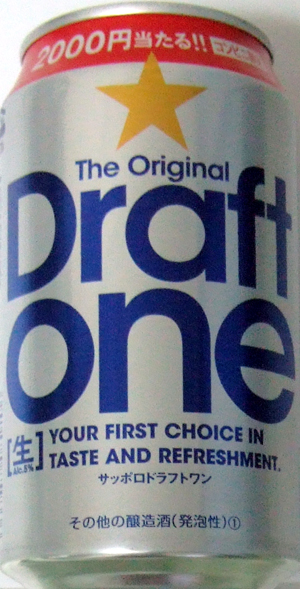 2000円当たる!!
The Original
Draft
one
[生]
Alc.5%
YOUR FIRST CHOICE IN
TASTE AND REFRESHMENT.
サッポロドラフトワン
その他の醸造酒(発泡性)①